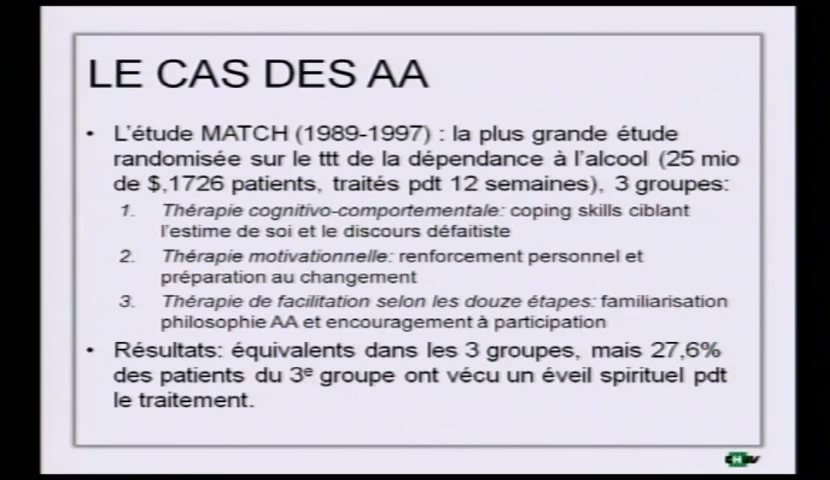 LE CAS DES AA
• L'étude MATCH (1989-1997) : la plus grande étude
randomisée sur le ttt de la dépendance à l'alcool (25 mio
de $,1726 patients, traités pdt 12 semaines), 3 groupes:
1. Thérapie cognitivo-comportementale: coping skills ciblant
l'estime de soi et le discours défaitiste
2. Thérapie motivationnelle: renforcement personnel et
préparation au changement
3. Thérapie de facilitation selon les douze étapes: familiarisation
philosophie AA et encouragement à participation
• Résultats: équivalents dans les 3 groupes, mais 27,6%
des patients du 3e groupe ont vécu un éveil spirituel pdt
le traitement.